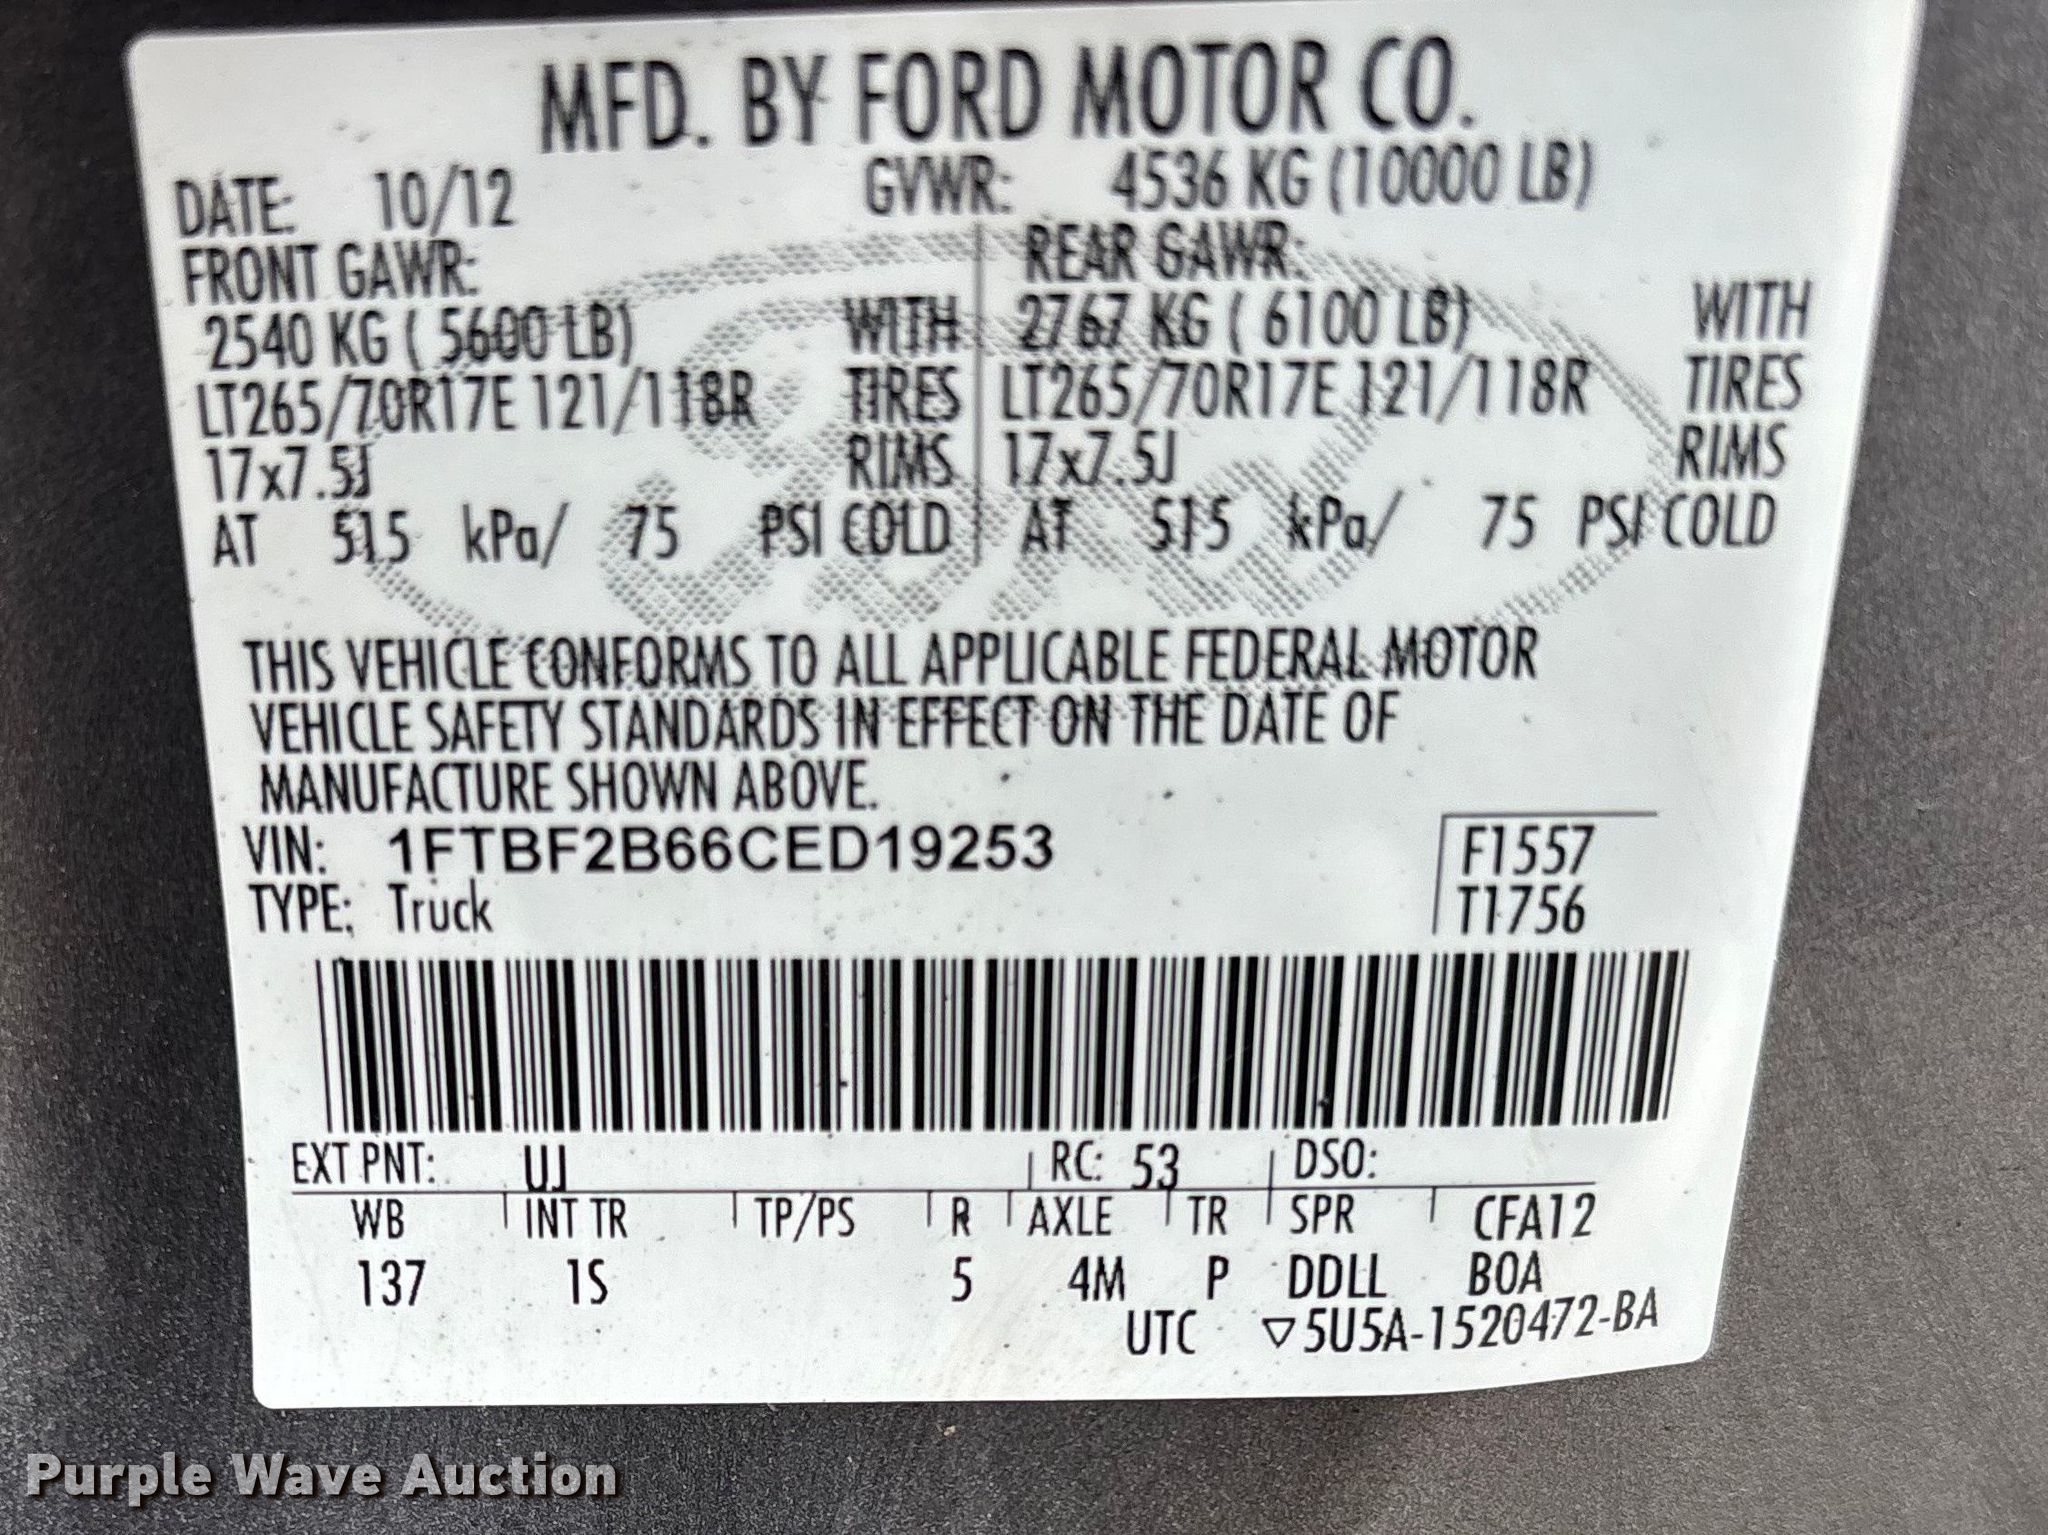 MFD. BY FORD MOTOR CO.
DATE: 10/12 GVWR: 4536 KG (10000 LB)
FRONT GAWR: REAR GAWR:
2540 KG ( 5600 LB) WITH 2767 KG ( 6100 LB) WITH
LT265/70R17E 121/118R TIRES LT265/70R17E 121/118R TIRES
17x7.5J RIMS 17x7.5J RIMS
AT 515 kPa/ 75 PSI COLD AT 515 kPa/ 75 PSI COLD
THIS VEHICLE CONFORMS TO ALL APPLICABLE FEDERAL MOTOR
VEHICLE SAFETY STANDARDS IN EFFECT ON THE DATE OF
MANUFACTURE SHOWN ABOVE.
VIN: 1FTBF2B66CED19253 F1557
TYPE: Truck T1756
EXT PNT: UJ RC: 53 DSO:
WB INT TR TP/PS R AXLE TR SPR CFA12
137 1S 5 4M P DDLL BOA
UTC ▽5U5A-1520472-BA
Purple Wave Auction